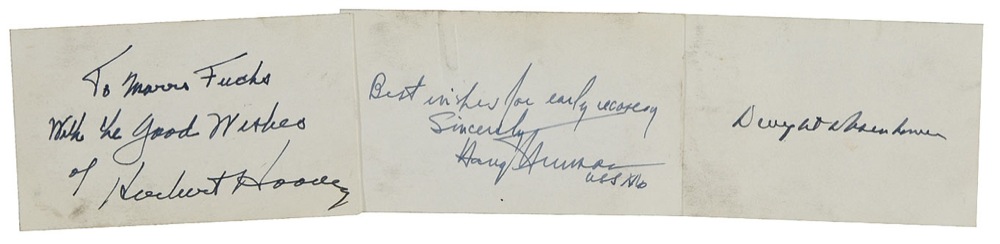 To Morris Fuchs
With the Good Wishes
of Herbert Hoover
Best wishes for early recovery
Sincerely,
Harry Truman
Dwight D Eisenhower